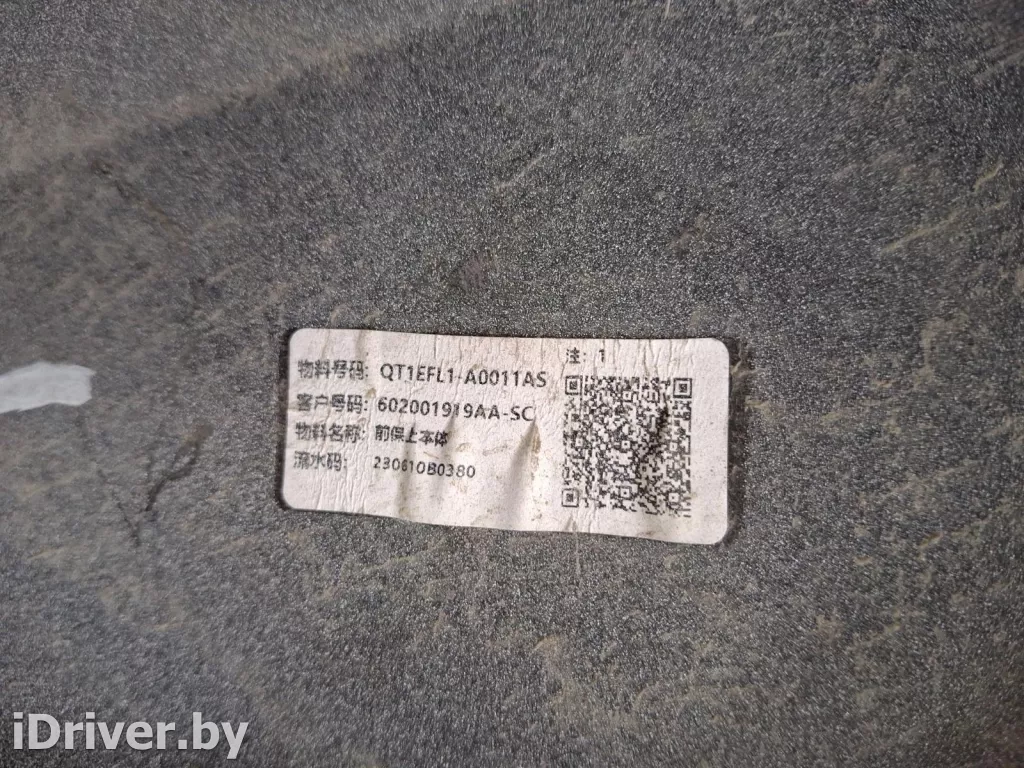 注: 1
物料号码: QT1EFL1-A0011AS
客户号码: 602001919AA-SC
物料名称: 前保上本体
流水码: 230610B0380
iDriver.by